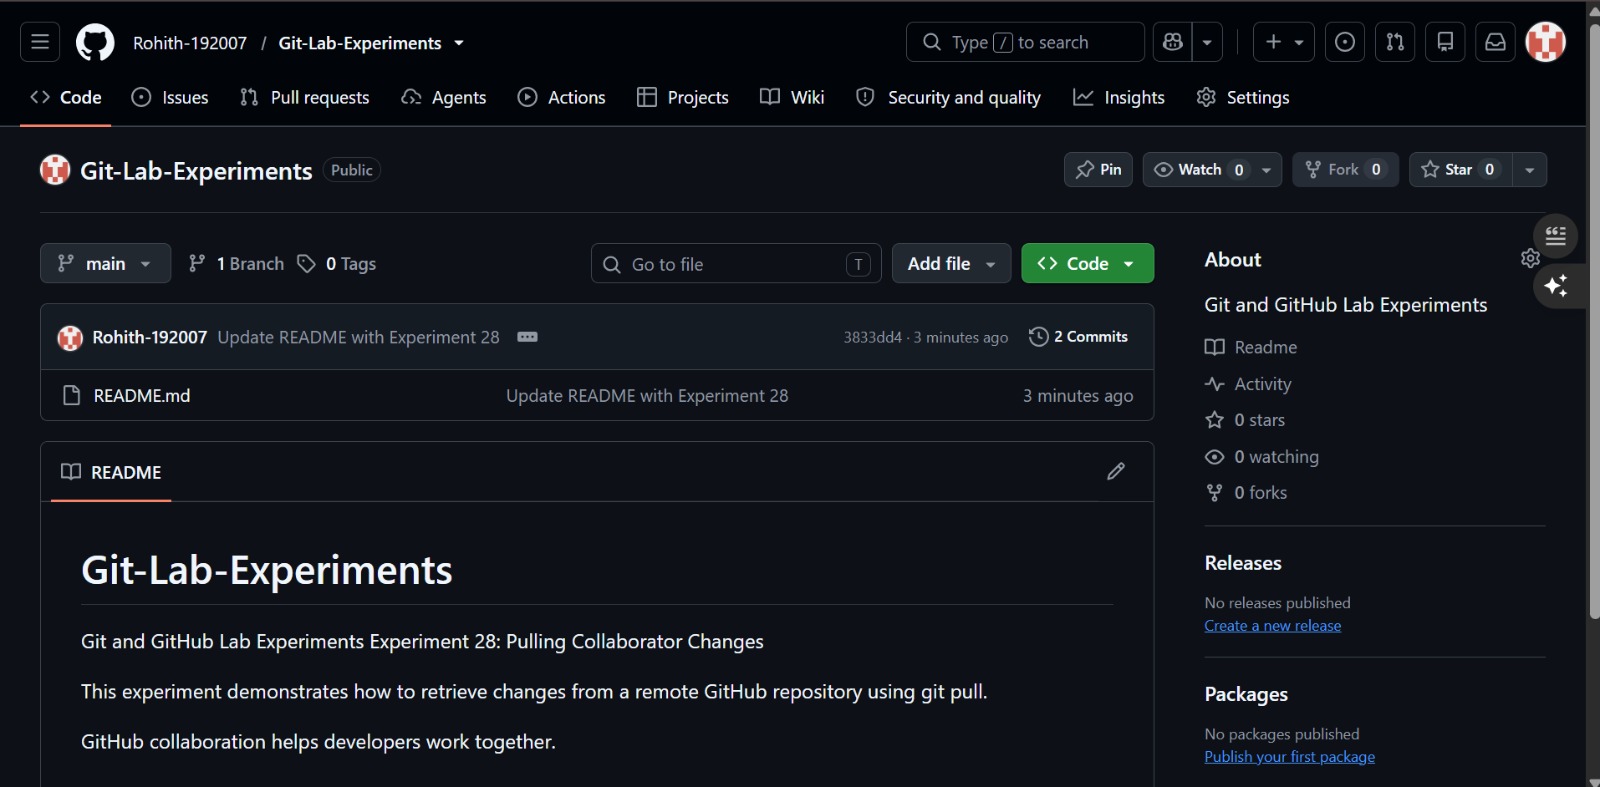 Rohith-192007 / Git-Lab-Experiments
Type / to search
Code Issues Pull requests Agents Actions Projects Wiki Security and quality Insights Settings
Git-Lab-Experiments Public
Pin Watch 0 Fork 0 Star 0
main 1 Branch 0 Tags
Go to file T
Add file
Code
Rohith-192007 Update README with Experiment 28
3833dd4 · 3 minutes ago
2 Commits
README.md Update README with Experiment 28 3 minutes ago
README
Git-Lab-Experiments
Git and GitHub Lab Experiments Experiment 28: Pulling Collaborator Changes
This experiment demonstrates how to retrieve changes from a remote GitHub repository using git pull.
GitHub collaboration helps developers work together.
About
Git and GitHub Lab Experiments
Readme
Activity
0 stars
0 watching
0 forks
Releases
No releases published
Create a new release
Packages
No packages published
Publish your first package